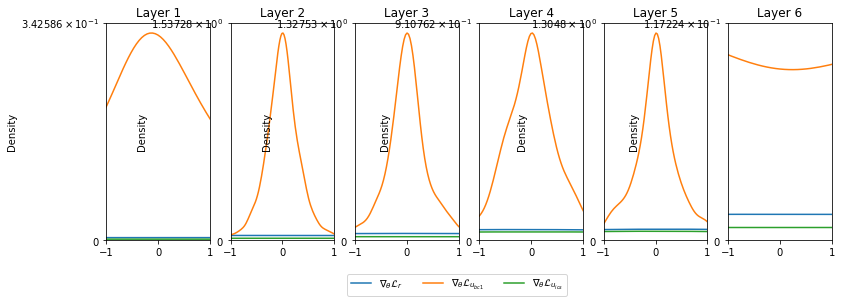 Layer 1 Layer 2 Layer 3 Layer 4 Layer 5 Layer 6
3.42586 × 10⁻¹ 1.53728 × 10⁰ 1.32753 × 10⁰ 9.10762 × 10⁻¹ 1.3048 × 10⁰ 1.17224 × 10⁻¹
Density Density Density Density Density Density
0 0 0 0 0 0
−1 0 1 −1 0 1 −1 0 1 −1 0 1 −1 0 1 −1 0 1
∇θℒr ∇θℒu_bc1 ∇θℒu_ics